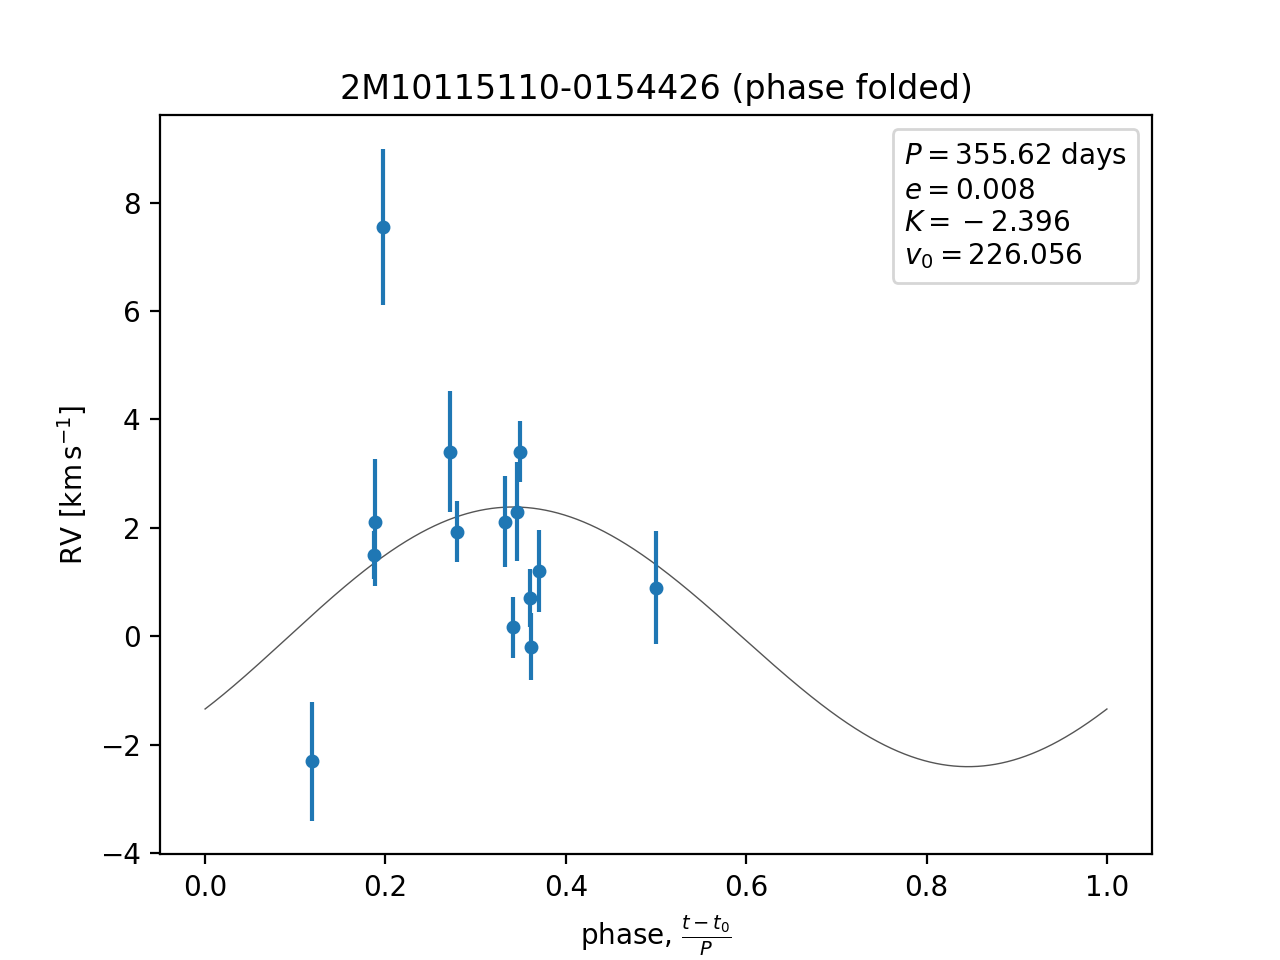 2M10115110-0154426 (phase folded)
P = 355.62 days
e = 0.008
K = −2.396
v₀ = 226.056
8
6
4
2
0
−2
−4
RV [km s⁻¹]
0.0 0.2 0.4 0.6 0.8 1.0
phase, (t − t₀)/P